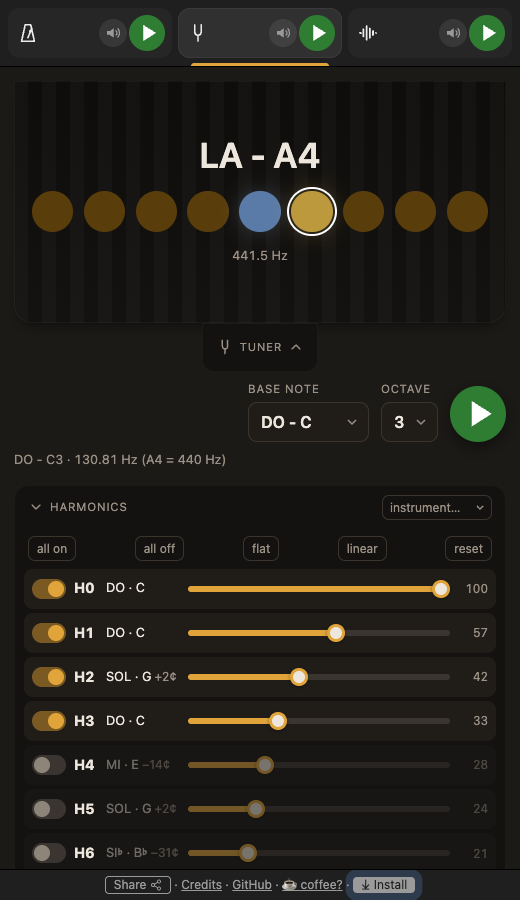 LA - A4
441.5 Hz
TUNER
BASE NOTE OCTAVE
DO - C 3
DO - C3 · 130.81 Hz (A4 = 440 Hz)
HARMONICS instrument...
all on all off flat linear reset
H0 DO · C 100
H1 DO · C 57
H2 SOL · G +2¢ 42
H3 DO · C 33
H4 MI · E −14¢ 28
H5 SOL · G +2¢ 24
H6 SI♭ · B♭ −31¢ 21
Share · Credits · GitHub · ☕ coffee? · Install